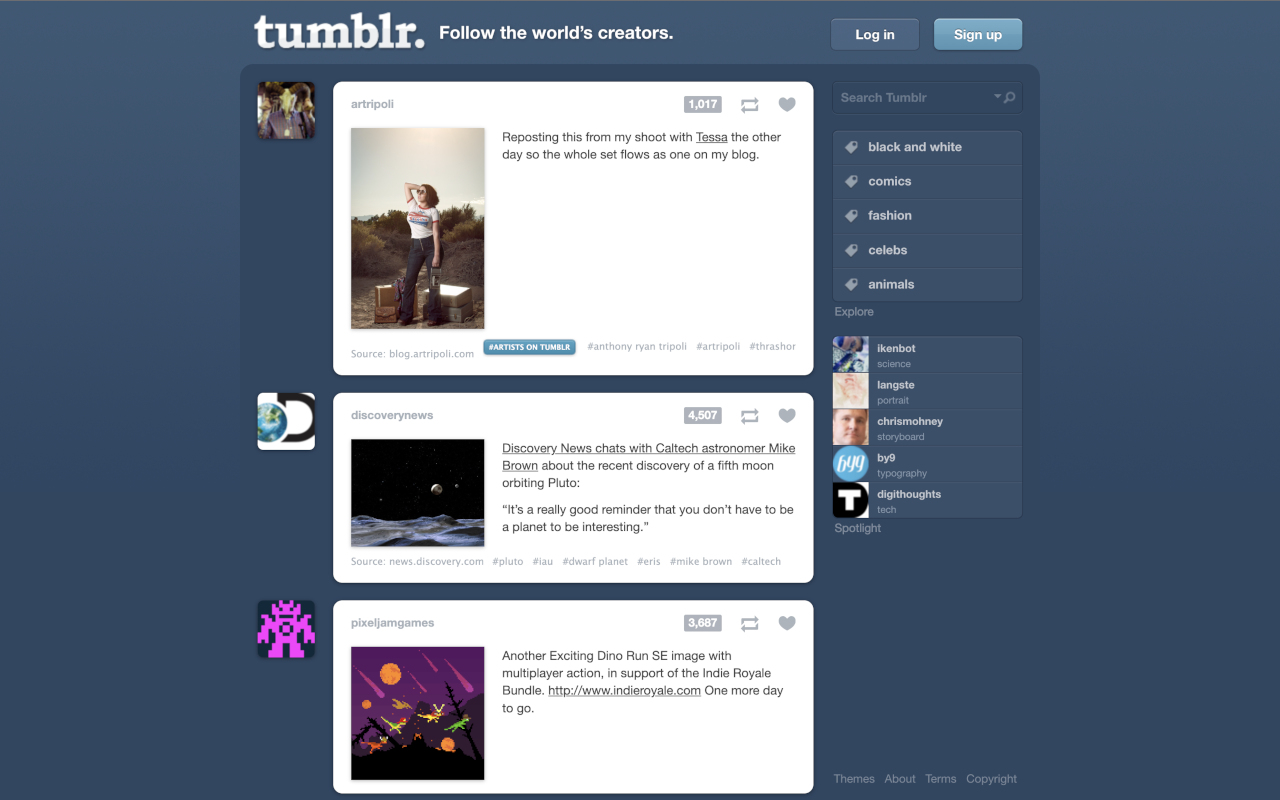 tumblr. Follow the world's creators.
Log in
Sign up
artripoli
1,017
Reposting this from my shoot with Tessa the other
day so the whole set flows as one on my blog.
Source: blog.artripoli.com
#ARTISTS ON TUMBLR #anthony ryan tripoli #artripoli #thrashor
discoverynews
4,507
Discovery News chats with Caltech astronomer Mike
Brown about the recent discovery of a fifth moon
orbiting Pluto:
“It’s a really good reminder that you don’t have to be
a planet to be interesting.”
Source: news.discovery.com #pluto #iau #dwarf planet #eris #mike brown #caltech
pixeljamgames
3,687
Another Exciting Dino Run SE image with
multiplayer action, in support of the Indie Royale
Bundle. http://www.indieroyale.com One more day
to go.
Search Tumblr
black and white
comics
fashion
celebs
animals
Explore
ikenbot
science
langste
portrait
chrismohney
storyboard
by9
typography
digithoughts
tech
Spotlight
Themes About Terms Copyright